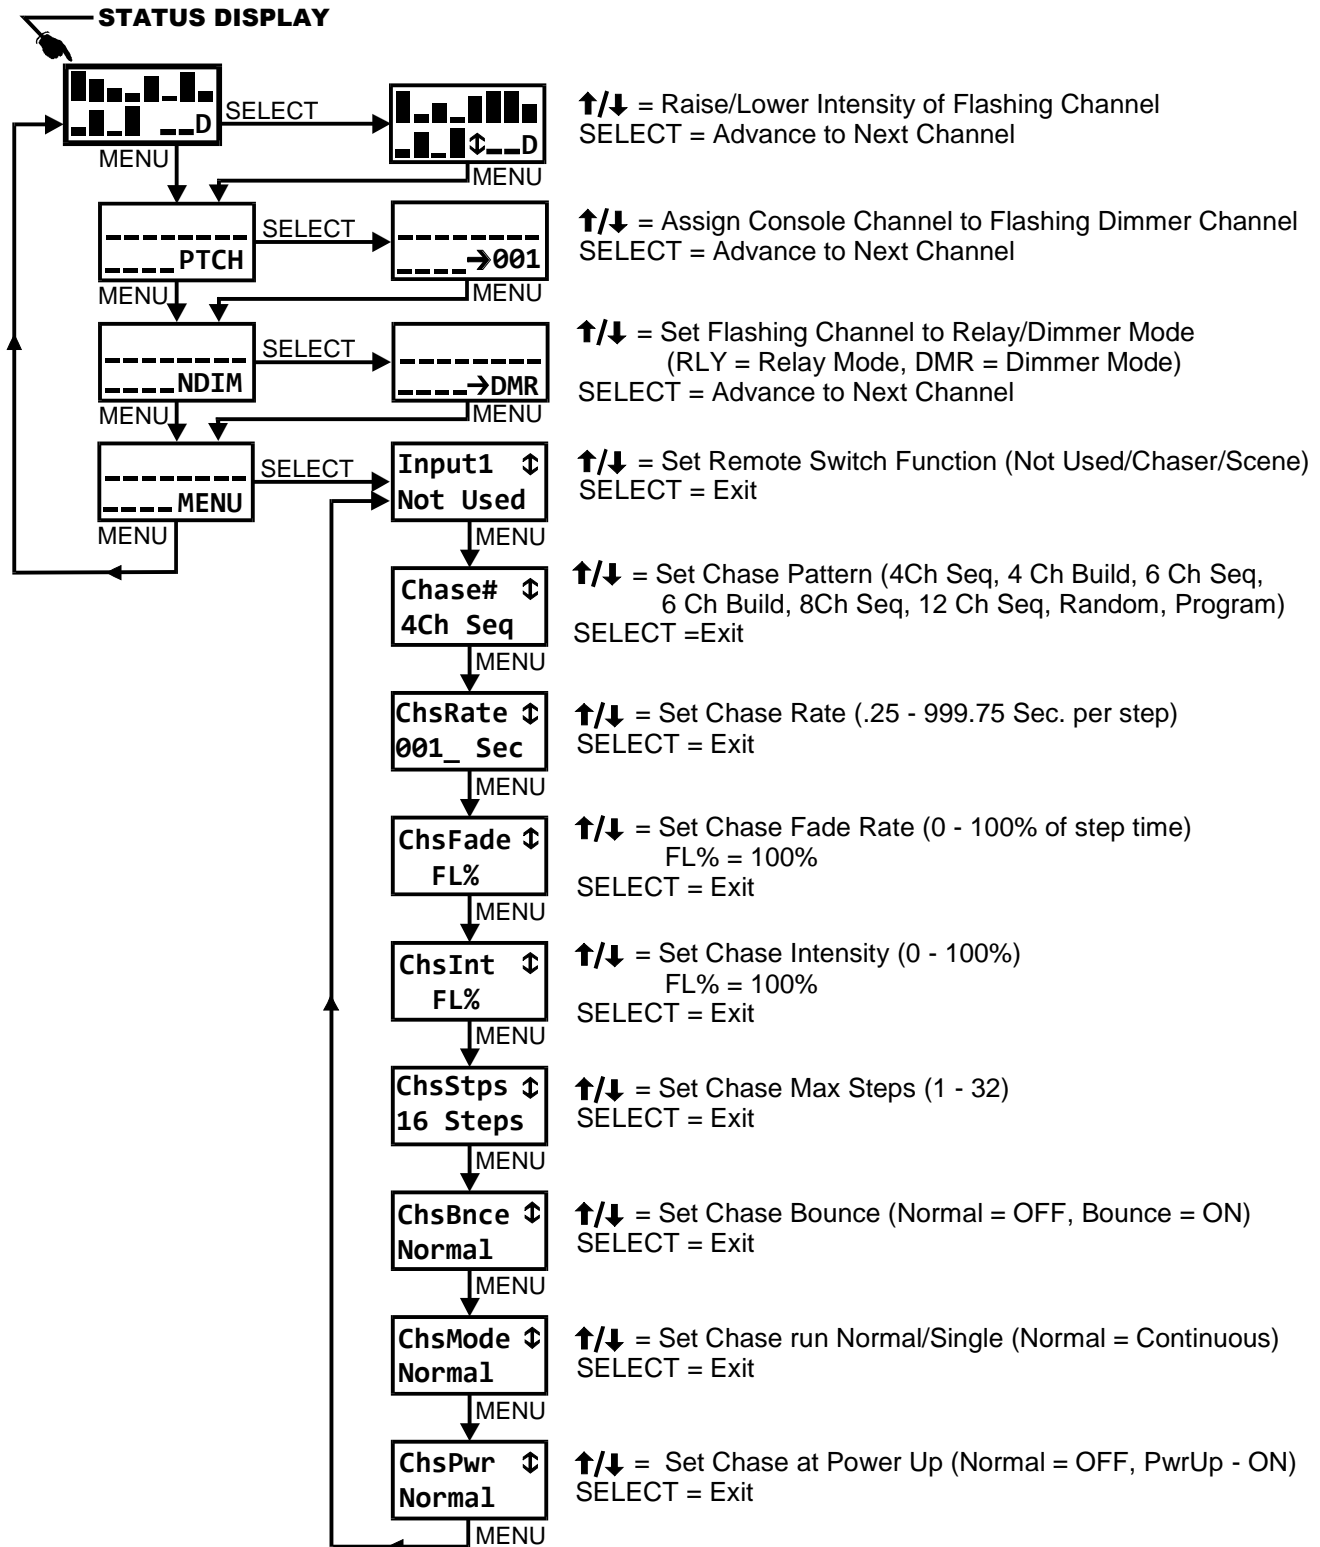 STATUS DISPLAY
D
SELECT
D
MENU
MENU
↑/↓ = Raise/Lower Intensity of Flashing Channel
SELECT = Advance to Next Channel
PTCH
SELECT
→001
MENU
MENU
↑/↓ = Assign Console Channel to Flashing Dimmer Channel
SELECT = Advance to Next Channel
NDIM
SELECT
→DMR
MENU
MENU
↑/↓ = Set Flashing Channel to Relay/Dimmer Mode
(RLY = Relay Mode, DMR = Dimmer Mode)
SELECT = Advance to Next Channel
MENU
SELECT
MENU
Input1 ↕
Not Used
MENU
↑/↓ = Set Remote Switch Function (Not Used/Chaser/Scene)
SELECT = Exit
Chase# ↕
4Ch Seq
MENU
↑/↓ = Set Chase Pattern (4Ch Seq, 4 Ch Build, 6 Ch Seq,
6 Ch Build, 8Ch Seq, 12 Ch Seq, Random, Program)
SELECT =Exit
ChsRate ↕
001_ Sec
MENU
↑/↓ = Set Chase Rate (.25 - 999.75 Sec. per step)
SELECT = Exit
ChsFade ↕
FL%
MENU
↑/↓ = Set Chase Fade Rate (0 - 100% of step time)
FL% = 100%
SELECT = Exit
ChsInt ↕
FL%
MENU
↑/↓ = Set Chase Intensity (0 - 100%)
FL% = 100%
SELECT = Exit
ChsStps ↕
16 Steps
MENU
↑/↓ = Set Chase Max Steps (1 - 32)
SELECT = Exit
ChsBnce ↕
Normal
MENU
↑/↓ = Set Chase Bounce (Normal = OFF, Bounce = ON)
SELECT = Exit
ChsMode ↕
Normal
MENU
↑/↓ = Set Chase run Normal/Single (Normal = Continuous)
SELECT = Exit
ChsPwr ↕
Normal
MENU
↑/↓ = Set Chase at Power Up (Normal = OFF, PwrUp - ON)
SELECT = Exit